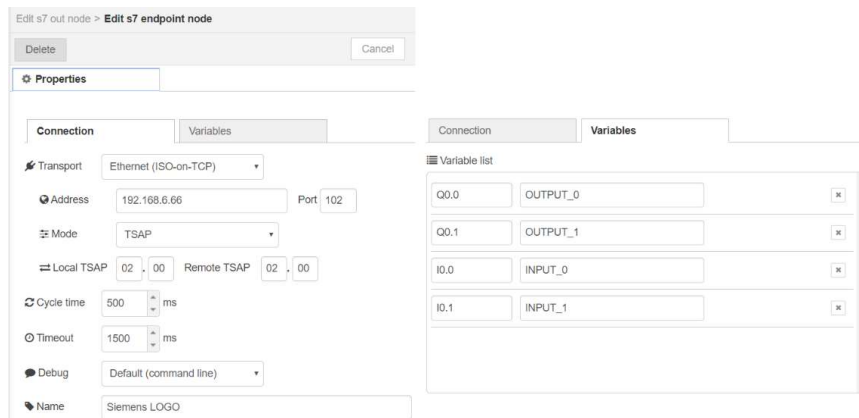 Edit s7 out node > Edit s7 endpoint node
Delete
Cancel
Properties
Connection
Variables
Transport
Ethernet (ISO-on-TCP)
Address
192.168.6.66
Port
102
Mode
TSAP
Local TSAP
02 . 00
Remote TSAP
02 . 00
Cycle time
500
ms
Timeout
1500
ms
Debug
Default (command line)
Name
Siemens LOGO
Connection
Variables
Variable list
Q0.0
OUTPUT_0
Q0.1
OUTPUT_1
I0.0
INPUT_0
I0.1
INPUT_1